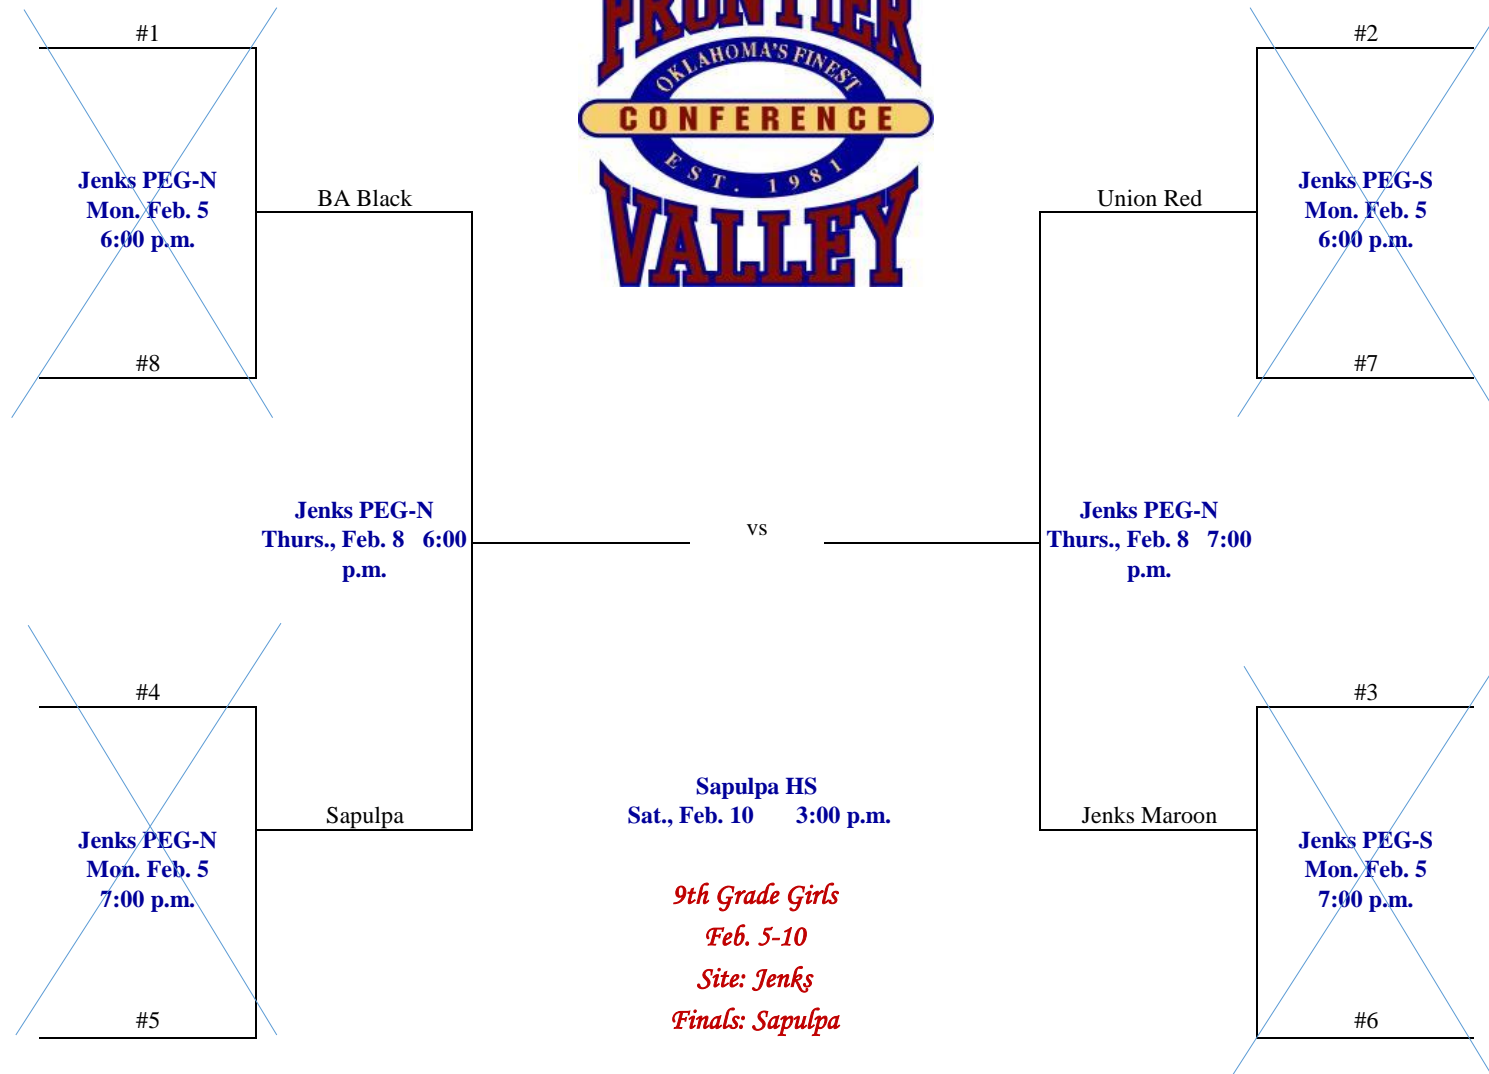 FRONTIER
OKLAHOMA'S FINEST
CONFERENCE
EST. 1981
VALLEY
#1
Jenks PEG-N
Mon. Feb. 5
6:00 p.m.
#8
BA Black
Jenks PEG-N
Thurs., Feb. 8 6:00
p.m.
#4
Jenks PEG-N
Mon. Feb. 5
7:00 p.m.
#5
Sapulpa
vs
#2
Jenks PEG-S
Mon. Feb. 5
6:00 p.m.
#7
Union Red
Jenks PEG-N
Thurs., Feb. 8 7:00
p.m.
#3
Jenks PEG-S
Mon. Feb. 5
7:00 p.m.
#6
Jenks Maroon
Sapulpa HS
Sat., Feb. 10 3:00 p.m.
9th Grade Girls
Feb. 5-10
Site: Jenks
Finals: Sapulpa